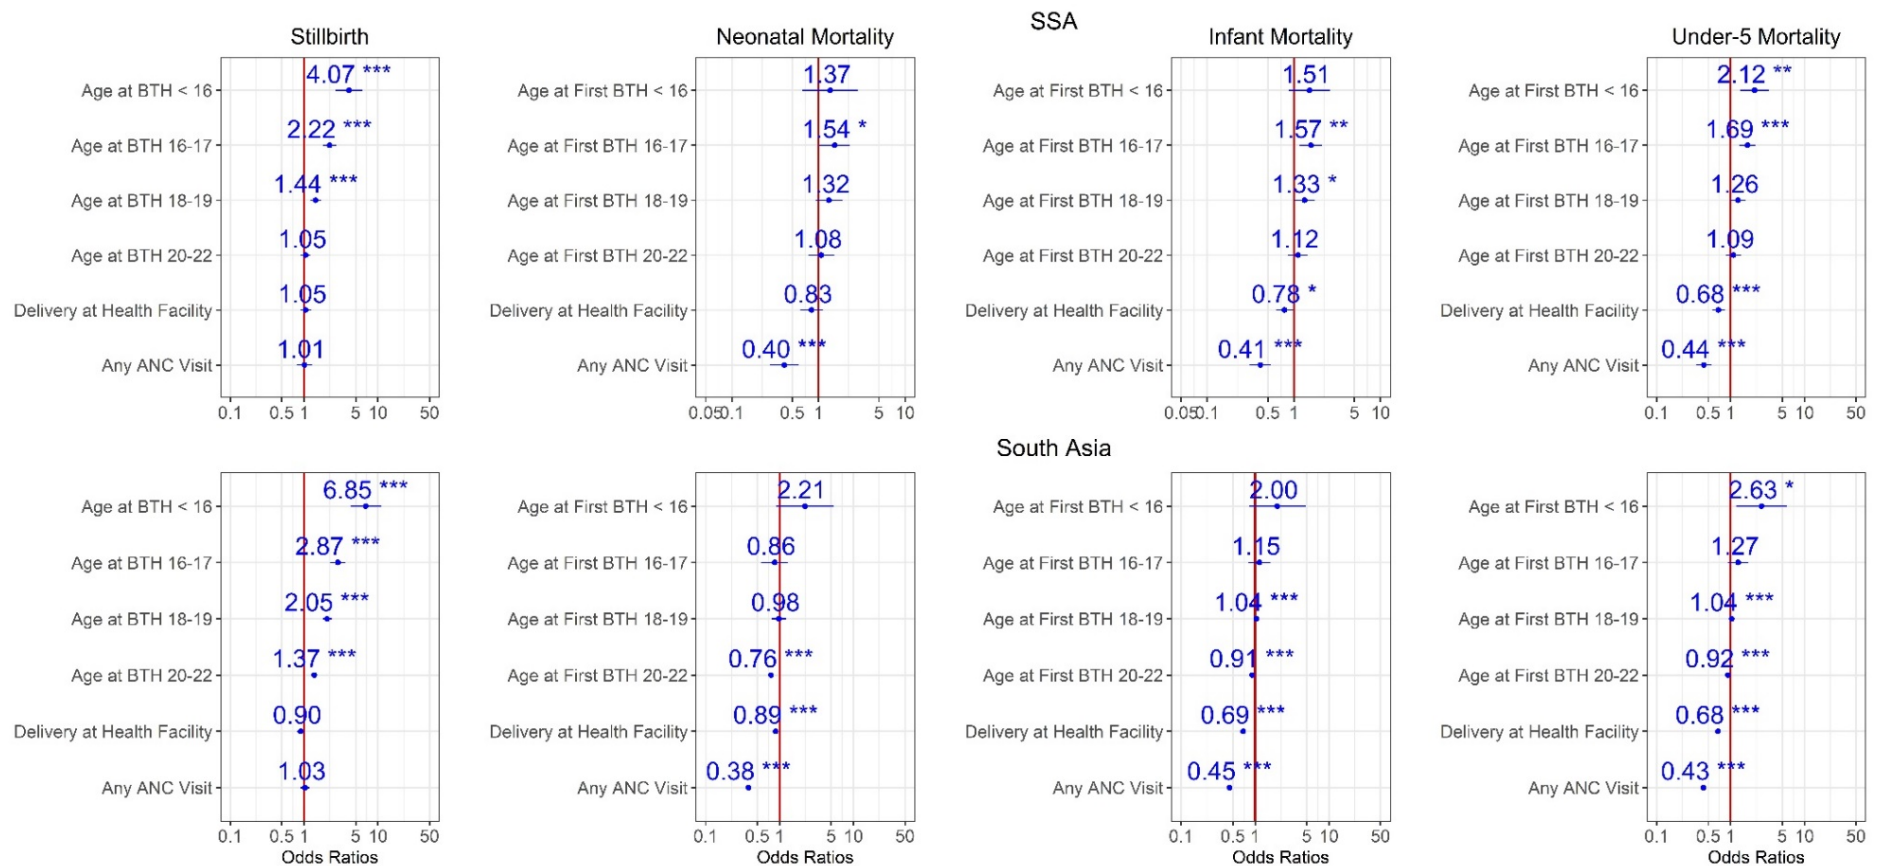 SSA
Stillbirth
Age at BTH < 16
4.07 ***
Age at BTH 16-17
2.22 ***
Age at BTH 18-19
1.44 ***
Age at BTH 20-22
1.05
Delivery at Health Facility
1.05
Any ANC Visit
1.01
0.1 0.5 1 5 10 50
Neonatal Mortality
Age at First BTH < 16
1.37
Age at First BTH 16-17
1.54 *
Age at First BTH 18-19
1.32
Age at First BTH 20-22
1.08
Delivery at Health Facility
0.83
Any ANC Visit
0.40 ***
0.05 0.1 0.5 1 5 10
Infant Mortality
Age at First BTH < 16
1.51
Age at First BTH 16-17
1.57 **
Age at First BTH 18-19
1.33 *
Age at First BTH 20-22
1.12
Delivery at Health Facility
0.78 *
Any ANC Visit
0.41 ***
0.05 0.1 0.5 1 5 10
Under-5 Mortality
Age at First BTH < 16
2.12 **
Age at First BTH 16-17
1.69 ***
Age at First BTH 18-19
1.26
Age at First BTH 20-22
1.09
Delivery at Health Facility
0.68 ***
Any ANC Visit
0.44 ***
0.1 0.5 1 5 10 50
South Asia
Age at BTH < 16
6.85 ***
Age at BTH 16-17
2.87 ***
Age at BTH 18-19
2.05 ***
Age at BTH 20-22
1.37 ***
Delivery at Health Facility
0.90
Any ANC Visit
1.03
0.1 0.5 1 5 10 50
Odds Ratios
Age at First BTH < 16
2.21
Age at First BTH 16-17
0.86
Age at First BTH 18-19
0.98
Age at First BTH 20-22
0.76 ***
Delivery at Health Facility
0.89 ***
Any ANC Visit
0.38 ***
0.1 0.5 1 5 10 50
Odds Ratios
Age at First BTH < 16
2.00
Age at First BTH 16-17
1.15
Age at First BTH 18-19
1.04 ***
Age at First BTH 20-22
0.91 ***
Delivery at Health Facility
0.69 ***
Any ANC Visit
0.45 ***
0.1 0.5 1 5 10 50
Odds Ratios
Age at First BTH < 16
2.63 *
Age at First BTH 16-17
1.27
Age at First BTH 18-19
1.04 ***
Age at First BTH 20-22
0.92 ***
Delivery at Health Facility
0.68 ***
Any ANC Visit
0.43 ***
0.1 0.5 1 5 10 50
Odds Ratios